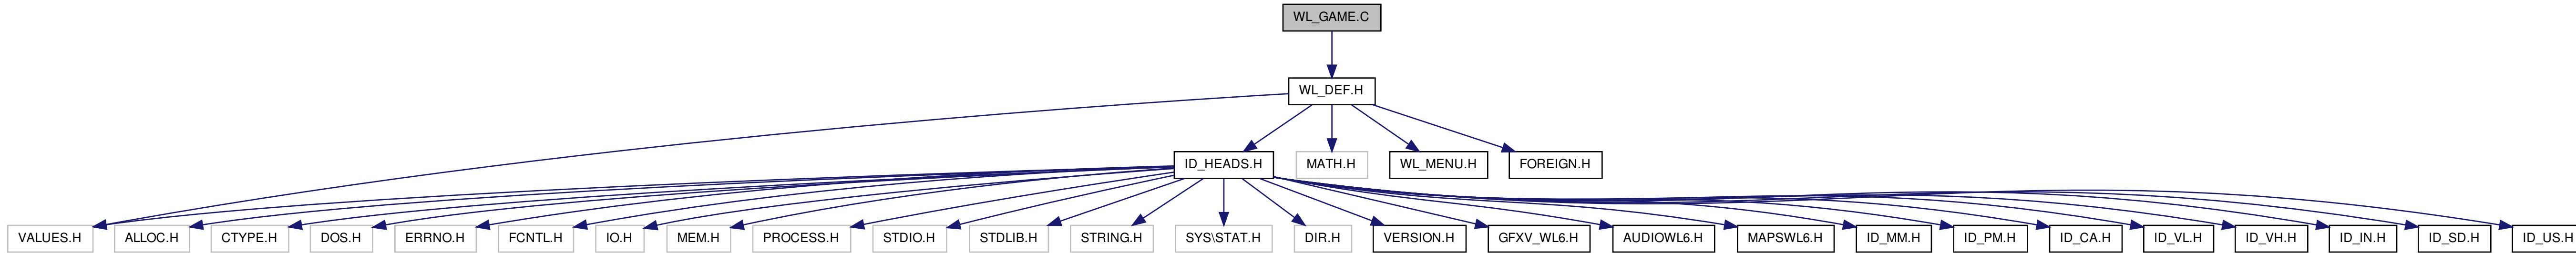 WL_GAME.C
WL_DEF.H
ID_HEADS.H
MATH.H
WL_MENU.H
FOREIGN.H
VALUES.H
ALLOC.H
CTYPE.H
DOS.H
ERRNO.H
FCNTL.H
IO.H
MEM.H
PROCESS.H
STDIO.H
STDLIB.H
STRING.H
SYS\STAT.H
DIR.H
VERSION.H
GFXV_WL6.H
AUDIOWL6.H
MAPSWL6.H
ID_MM.H
ID_PM.H
ID_CA.H
ID_VL.H
ID_VH.H
ID_IN.H
ID_SD.H
ID_US.H